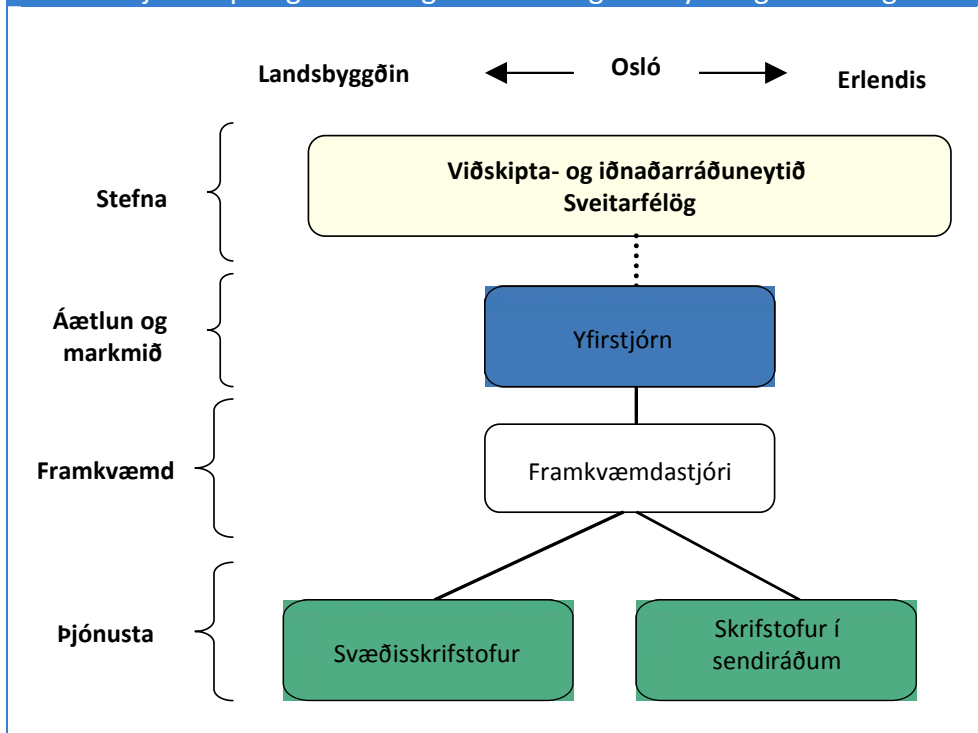 Landsbyggðin
Osló
Erlendis
Stefna
Viðskipta- og iðnaðarráðuneytið
Sveitarfélög
Áætlun og
markmið
Yfirstjórn
Framkvæmd
Framkvæmdastjóri
Þjónusta
Svæðisskrifstofur
Skrifstofur í
sendiráðum